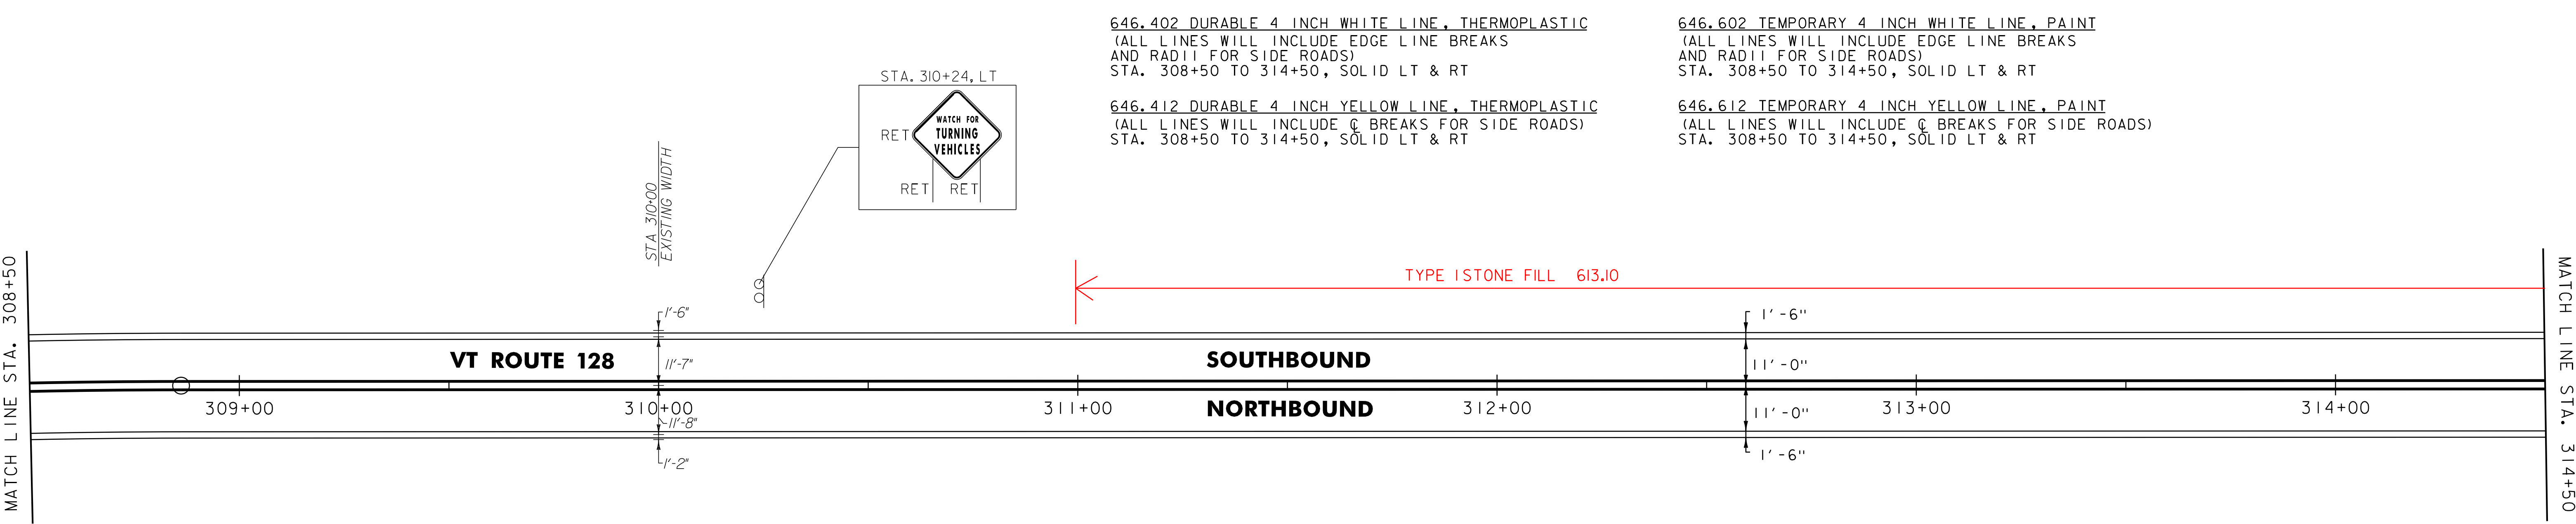 646.402 DURABLE 4 INCH WHITE LINE, THERMOPLASTIC
(ALL LINES WILL INCLUDE EDGE LINE BREAKS
AND RADII FOR SIDE ROADS)
STA. 308+50 TO 314+50, SOLID LT & RT
646.412 DURABLE 4 INCH YELLOW LINE, THERMOPLASTIC
(ALL LINES WILL INCLUDE ℄ BREAKS FOR SIDE ROADS)
STA. 308+50 TO 314+50, SOLID LT & RT
646.602 TEMPORARY 4 INCH WHITE LINE, PAINT
(ALL LINES WILL INCLUDE EDGE LINE BREAKS
AND RADII FOR SIDE ROADS)
STA. 308+50 TO 314+50, SOLID LT & RT
646.612 TEMPORARY 4 INCH YELLOW LINE, PAINT
(ALL LINES WILL INCLUDE ℄ BREAKS FOR SIDE ROADS)
STA. 308+50 TO 314+50, SOLID LT & RT
STA. 310+24, LT
RET
WATCH FOR
TURNING
VEHICLES
RET RET
STA 310+00
EXISTING WIDTH
TYPE I STONE FILL 613.10
MATCH LINE STA. 308+50
1'-6"
11'-7"
11'-8"
1'-2"
VT ROUTE 128
SOUTHBOUND
NORTHBOUND
1'-6"
11'-0"
11'-0"
1'-6"
309+00
310+00
311+00
312+00
313+00
314+00
MATCH LINE STA. 314+50